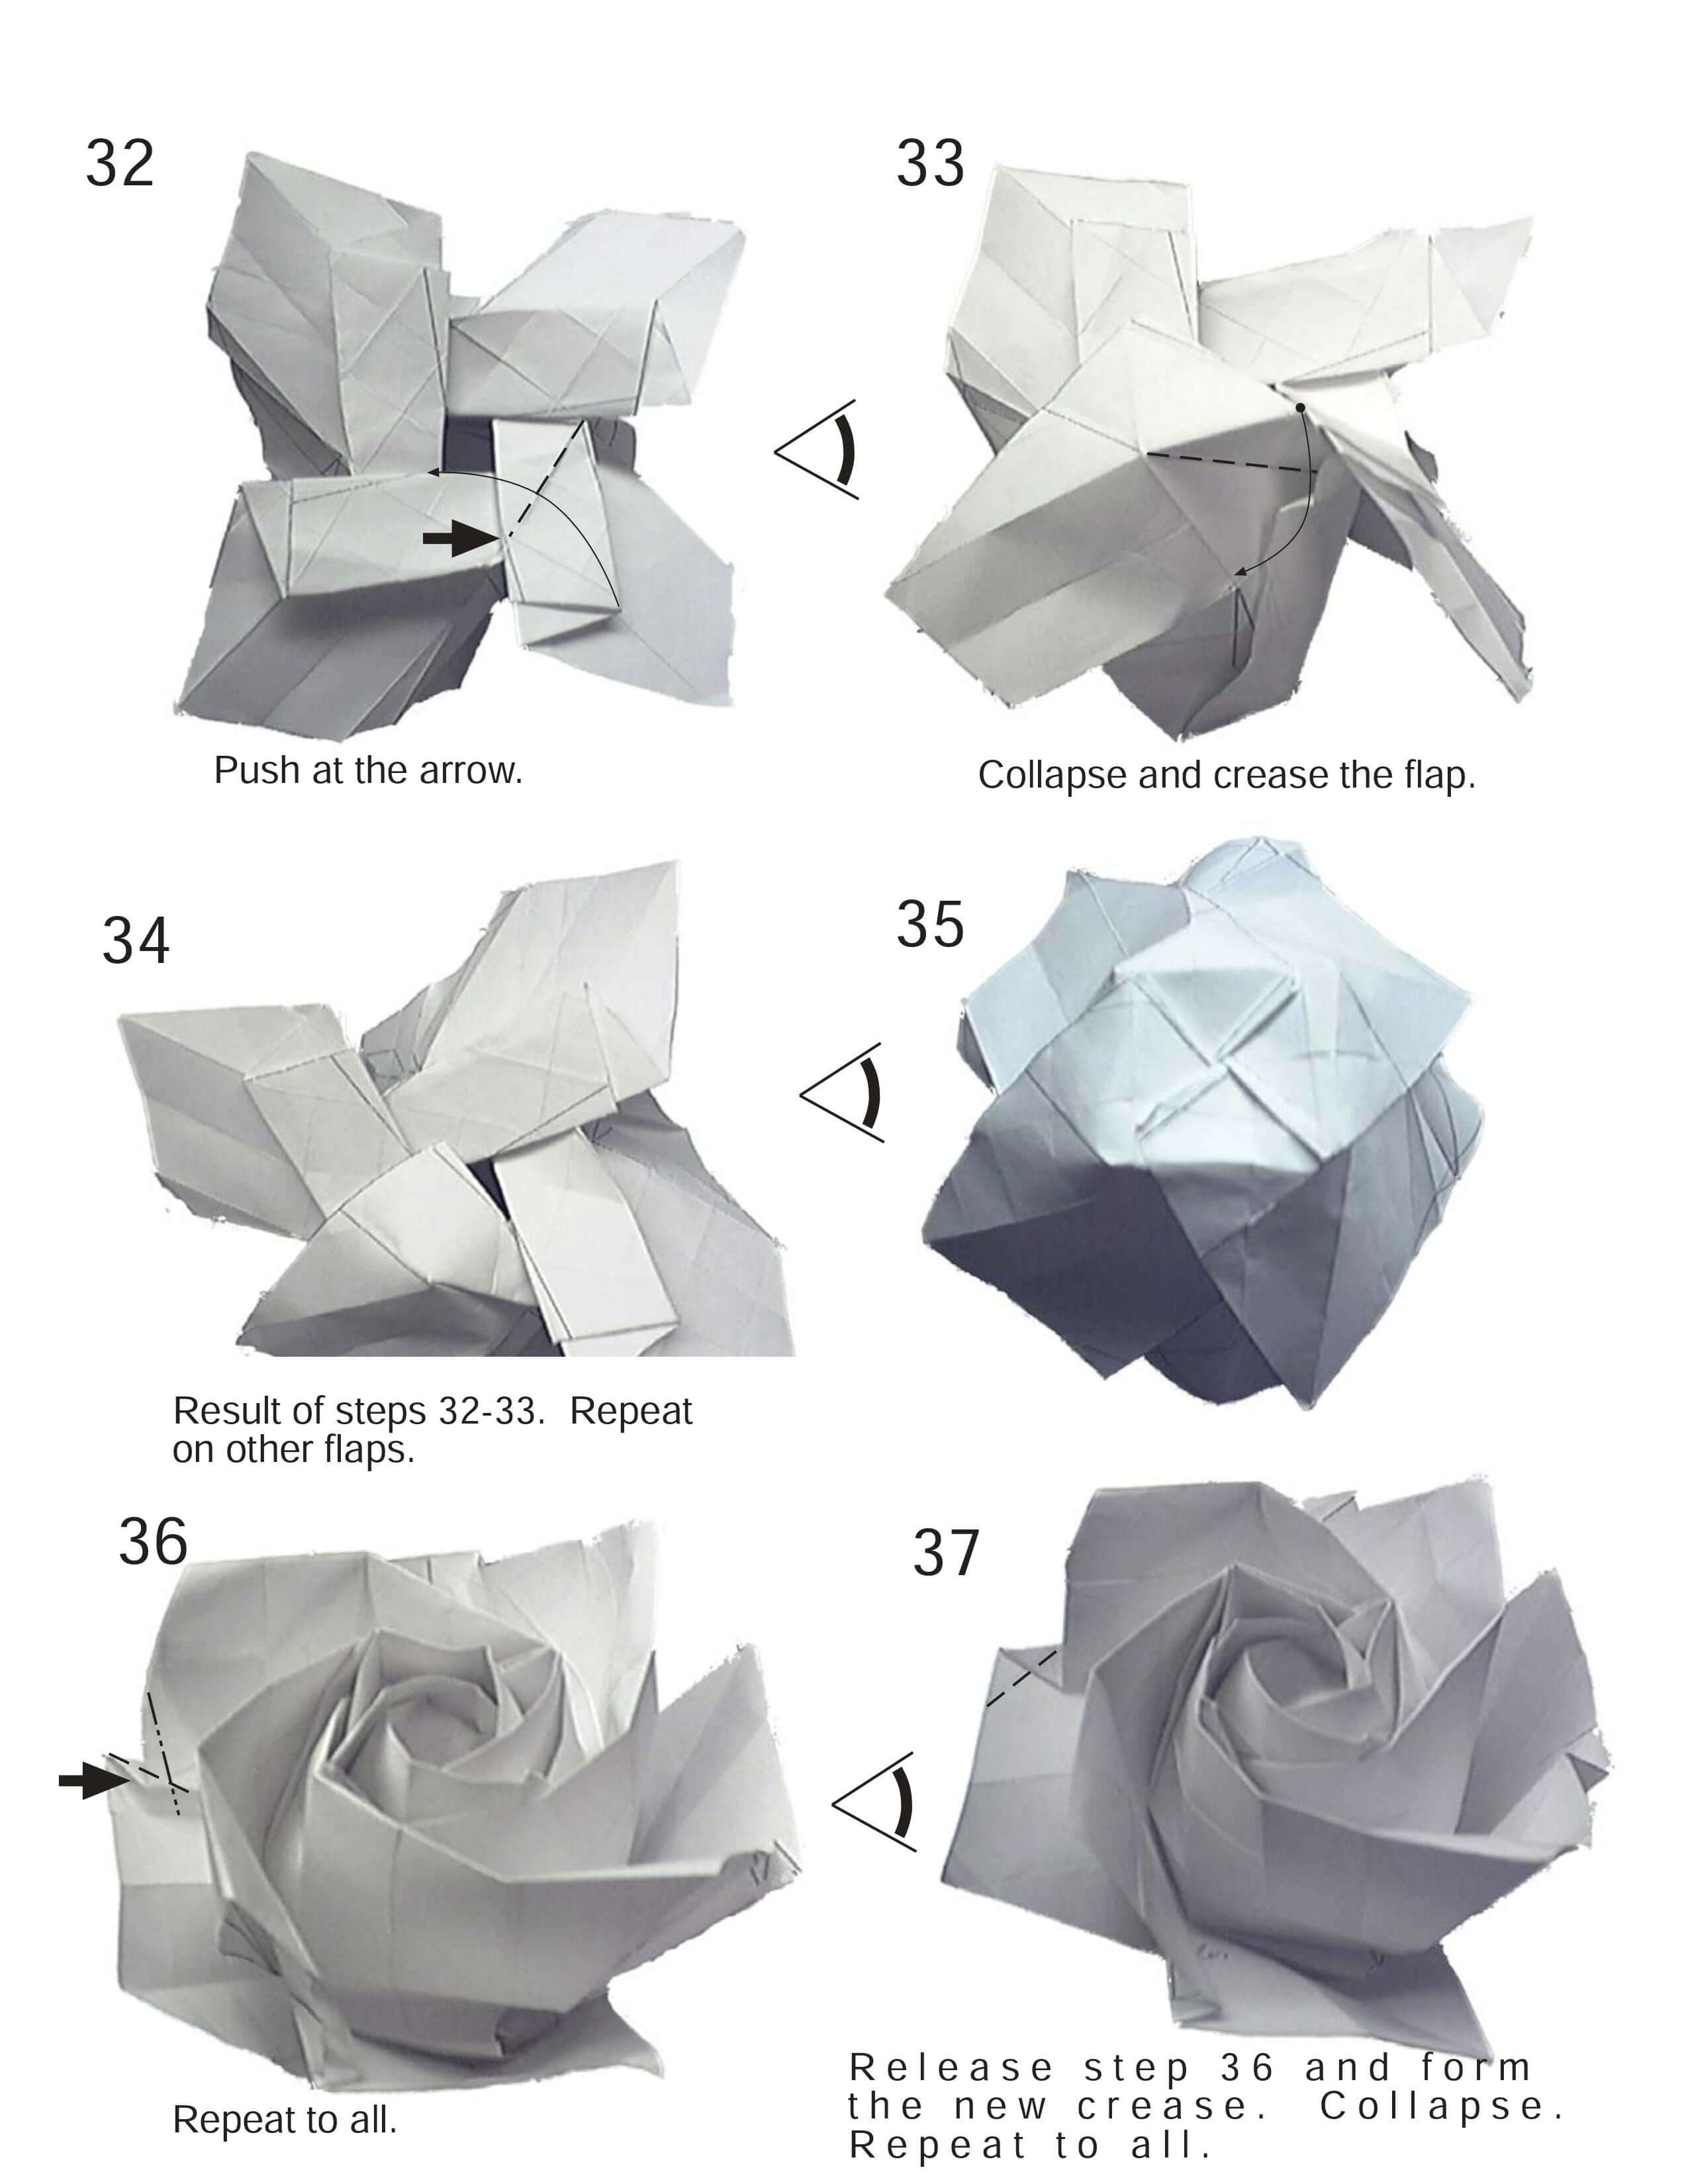 32
33
Push at the arrow.
Collapse and crease the flap.
34
35
Result of steps 32-33.  Repeat
on other flaps.
36
37
Repeat to all.
Release step 36 and form
the new crease.  Collapse.
Repeat to all.